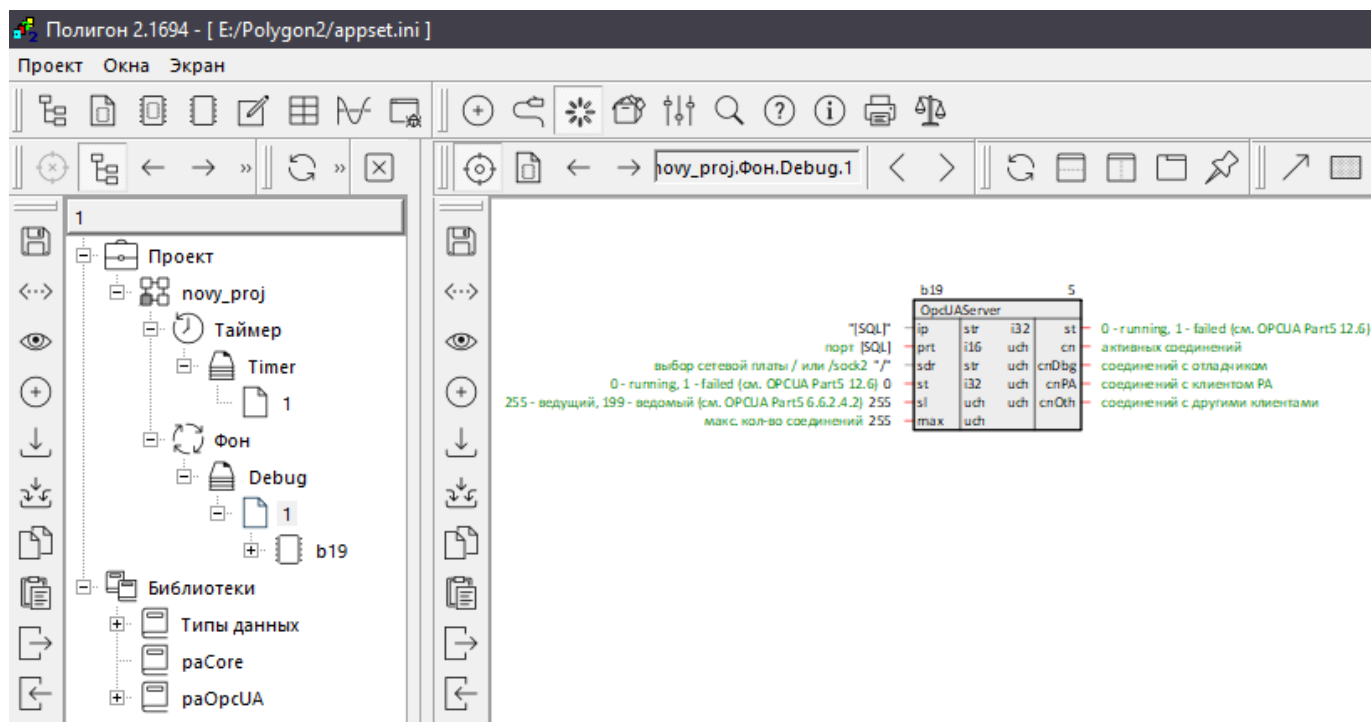 Полигон 2.1694 - [ E:/Polygon2/appset.ini ]
Проект Окна Экран
novy_proj.Фон.Debug.1
1
Проект
novy_proj
Таймер
Timer
1
Фон
Debug
1
b19
Библиотеки
Типы данных
paCore
paOpcUA
b19 5
OpcUAServer
"[SQL]" ip str i32 st 0 - running, 1 - failed (см. OPCUA Part5 12.6)
порт [SQL] prt i16 uch cn активных соединений
выбор сетевой платы / или /sock2 "/" sdr str uch cnDbg соединений с отладчиком
0 - running, 1 - failed (см. OPCUA Part5 12.6) 0 st i32 uch cnPA соединений с клиентом PA
255 - ведущий, 199 - ведомый (см. OPCUA Part5 6.6.2.4.2) 255 sl uch uch cnOth соединений с другими клиентами
макс. кол-во соединений 255 max uch